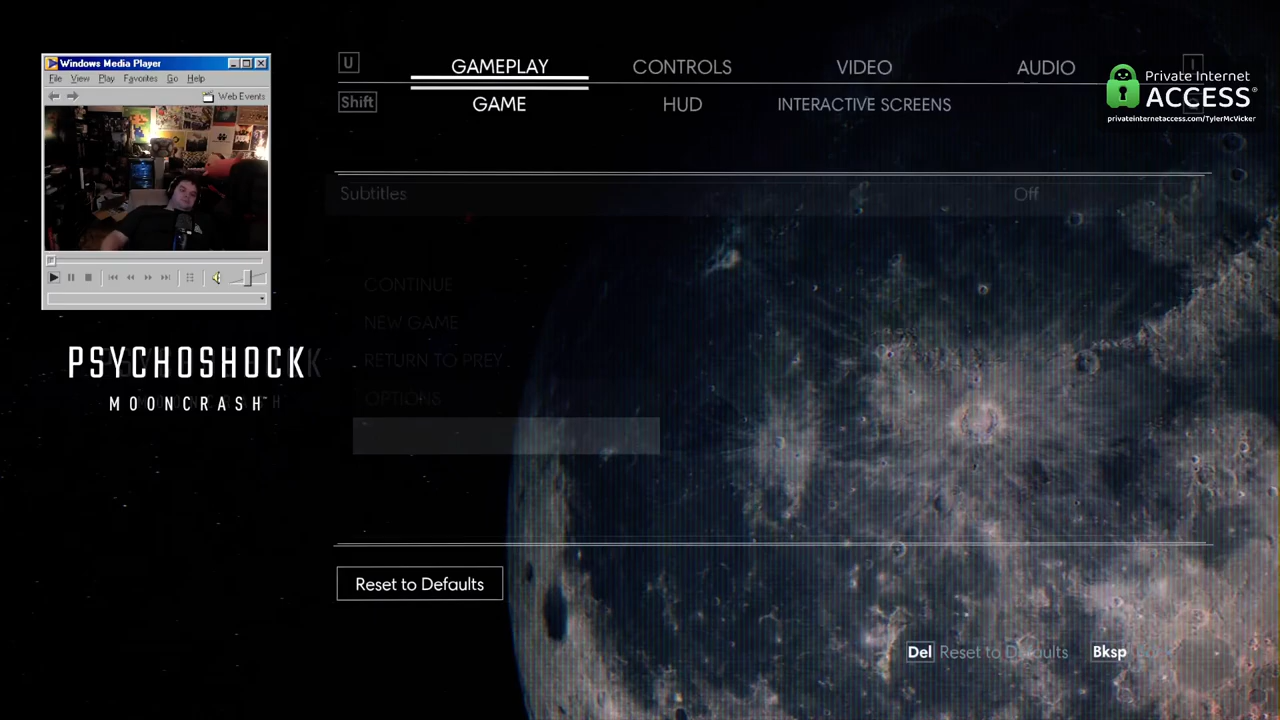 Windows Media Player
File View Play Favorites Go Help
Web Events
U
GAMEPLAY CONTROLS VIDEO AUDIO
Shift
GAME HUD INTERACTIVE SCREENS
Private Internet
ACCESS®
privateinternetaccess.com/TylerMcVicker
Subtitles Off
CONTINUE
NEW GAME
RETURN TO PREY
OPTIONS
PSYCHOSHOCK
MOONCRASH™
Reset to Defaults
Del Reset to Defaults Bksp